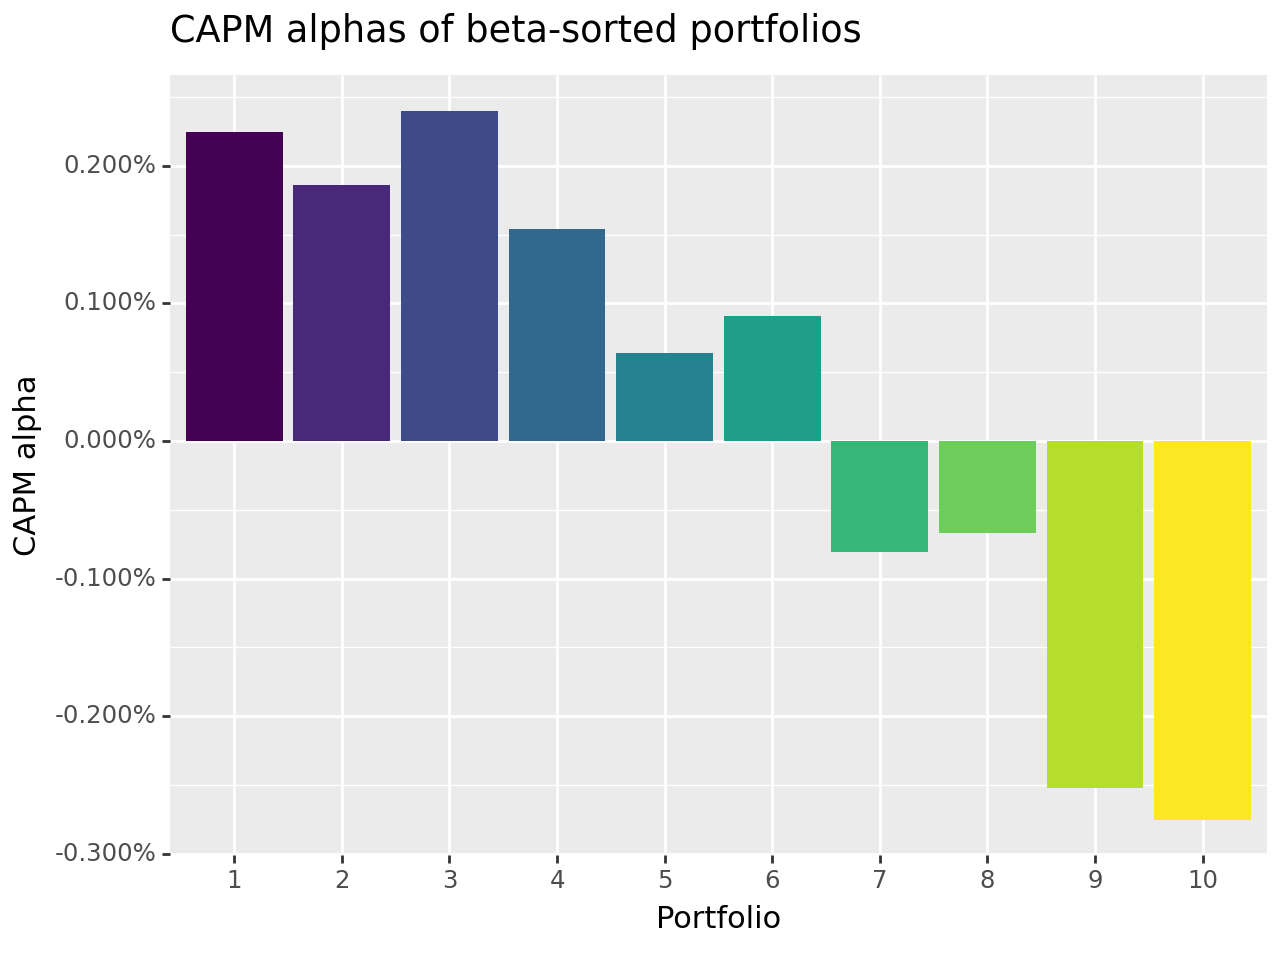 CAPM alphas of beta-sorted portfolios
CAPM alpha
0.200%
0.100%
0.000%
-0.100%
-0.200%
-0.300%
1 2 3 4 5 6 7 8 9 10
Portfolio